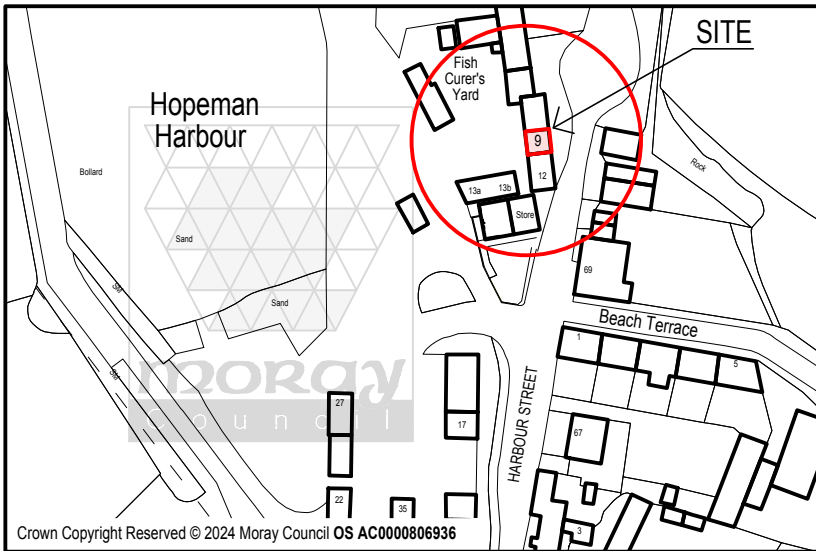 SITE
Fish
Curer's
Yard
Hopeman
Harbour
9
Bollard
12
Rock
13a
13b
Store
Sand
69
SM
Sand
Beach Terrace
1
5
SM
moray
Council
27
17
HARBOUR STREET
67
22
35
3
Crown Copyright Reserved © 2024 Moray Council OS AC0000806936